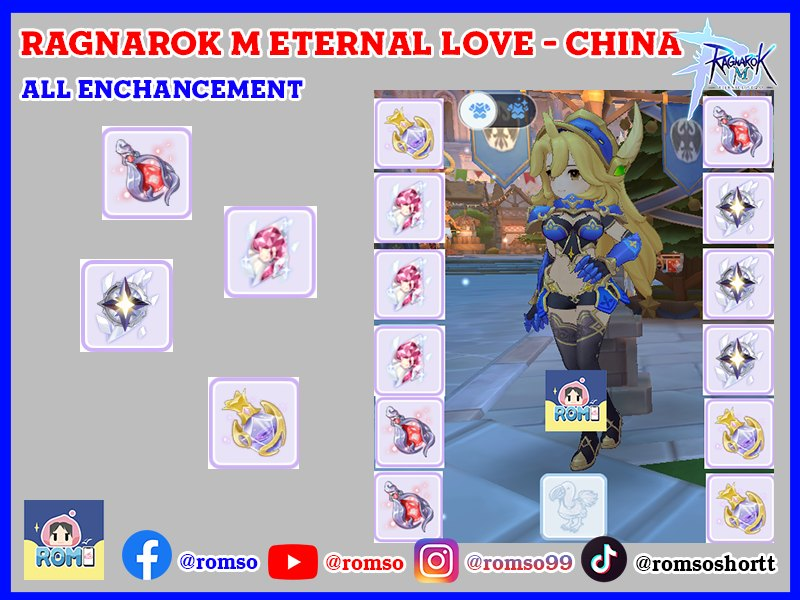 RAGNAROK M ETERNAL LOVE - CHINA
RAGNAROK
M
ALL ENCHANCEMENT
ROM
ROM
@romso
@romso
@romso99
@romsoshortt